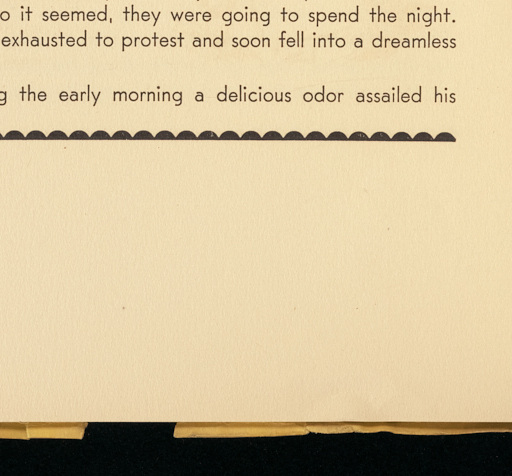 o it seemed, they were going to spend the night.
exhausted to protest and soon fell into a dreamless
g the early morning a delicious odor assailed his